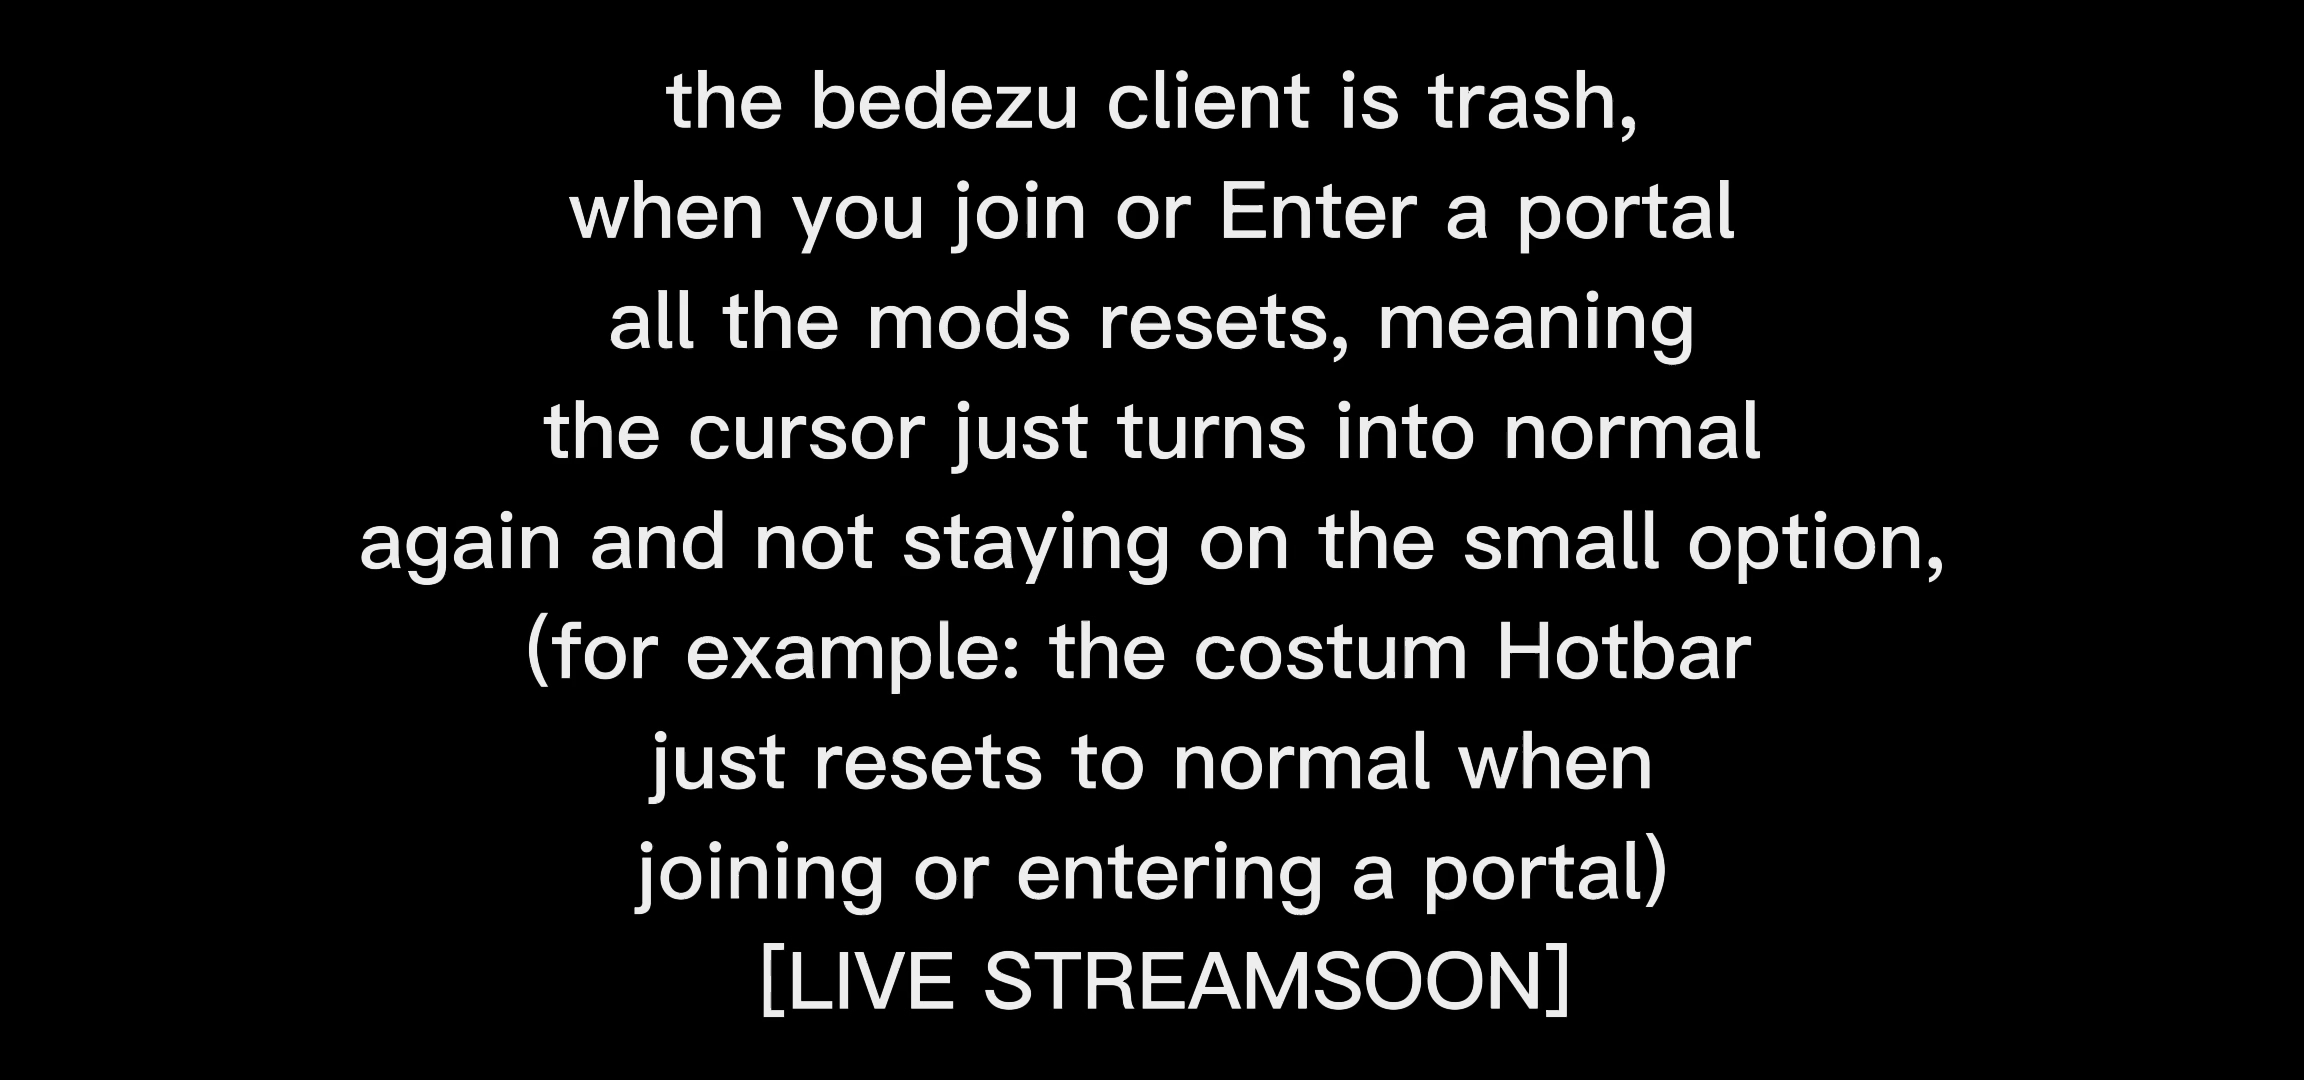 the bedezu client is trash,
when you join or Enter a portal
all the mods resets, meaning
the cursor just turns into normal
again and not staying on the small option,
(for example: the costum Hotbar
just resets to normal when
joining or entering a portal)
[LIVE STREAMSOON]